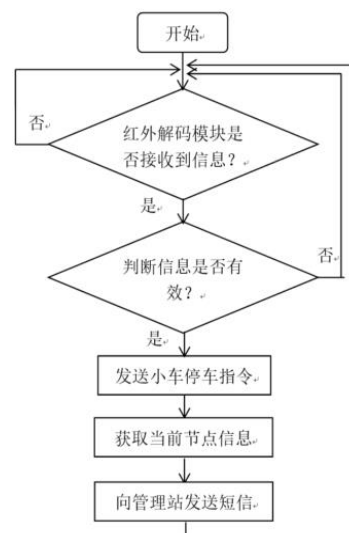 开始
否
红外解码模块是
否接收到信息？
是
判断信息是否有
效？
否
是
发送小车停车指令
获取当前节点信息
向管理站发送短信